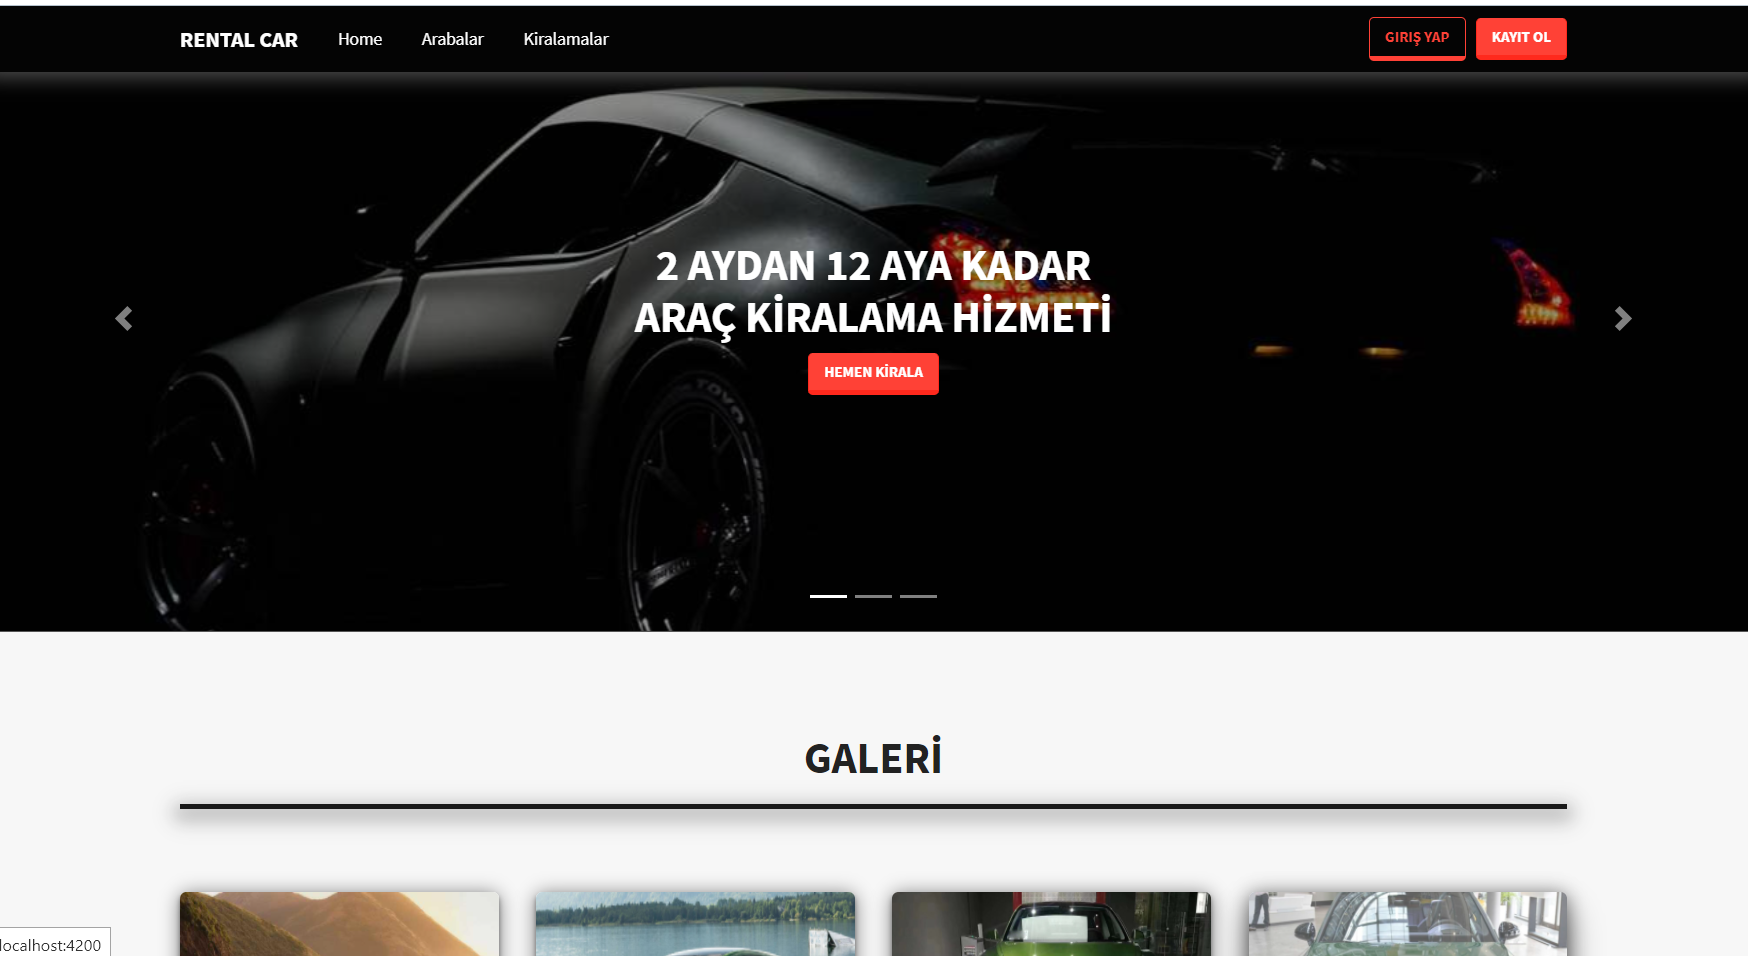 RENTAL CAR Home Arabalar Kiralamalar GIRIŞ YAP KAYIT OL
2 AYDAN 12 AYA KADAR
ARAÇ KİRALAMA HİZMETİ
HEMEN KİRALA
TOYO
GALERİ
localhost:4200